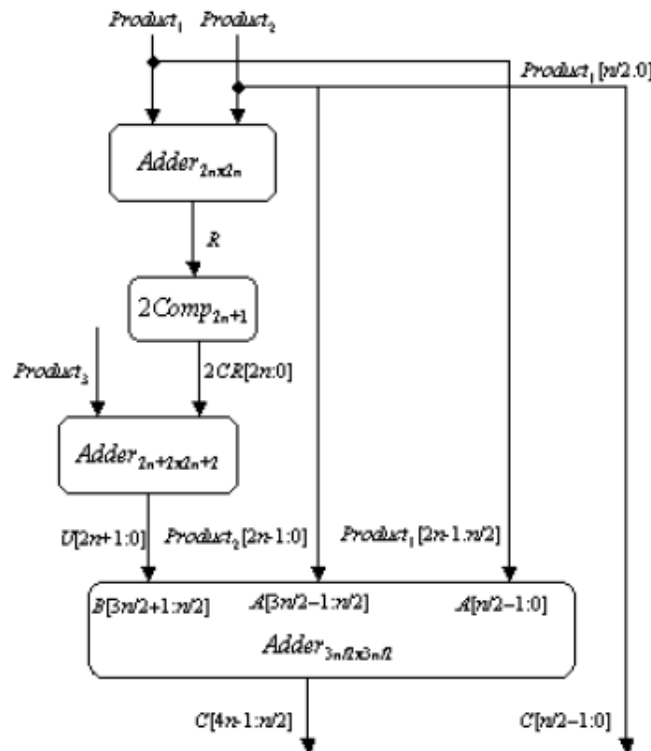 Product₁ Product₂
Product₁[n/2:0]
Adder₂ₙₓ₂ₙ
R
2Comp₂ₙ₊₁
Product₃ 2CR[2n:0]
Adder₂ₙ₊₂ₓ₂ₙ₊₂
U[2n+1:0] Product₂[2n-1:0] Product₁[2n-1:n/2]
B[3n/2+1:n/2] A[3n/2-1:n/2] A[n/2-1:0]
Adder_3n/2x3n/2
C[4n-1:n/2] C[n/2-1:0]